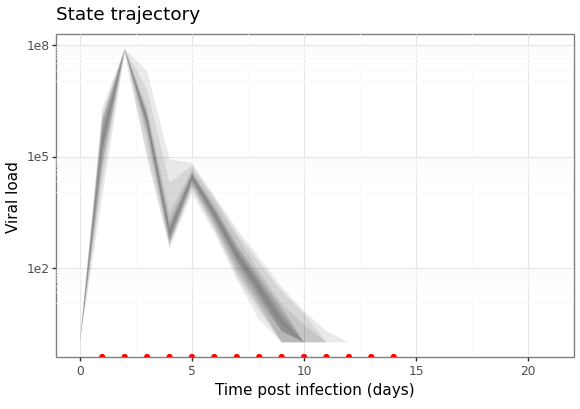 State trajectory
1e8
1e5
1e2
Viral load
0 5 10 15 20
Time post infection (days)